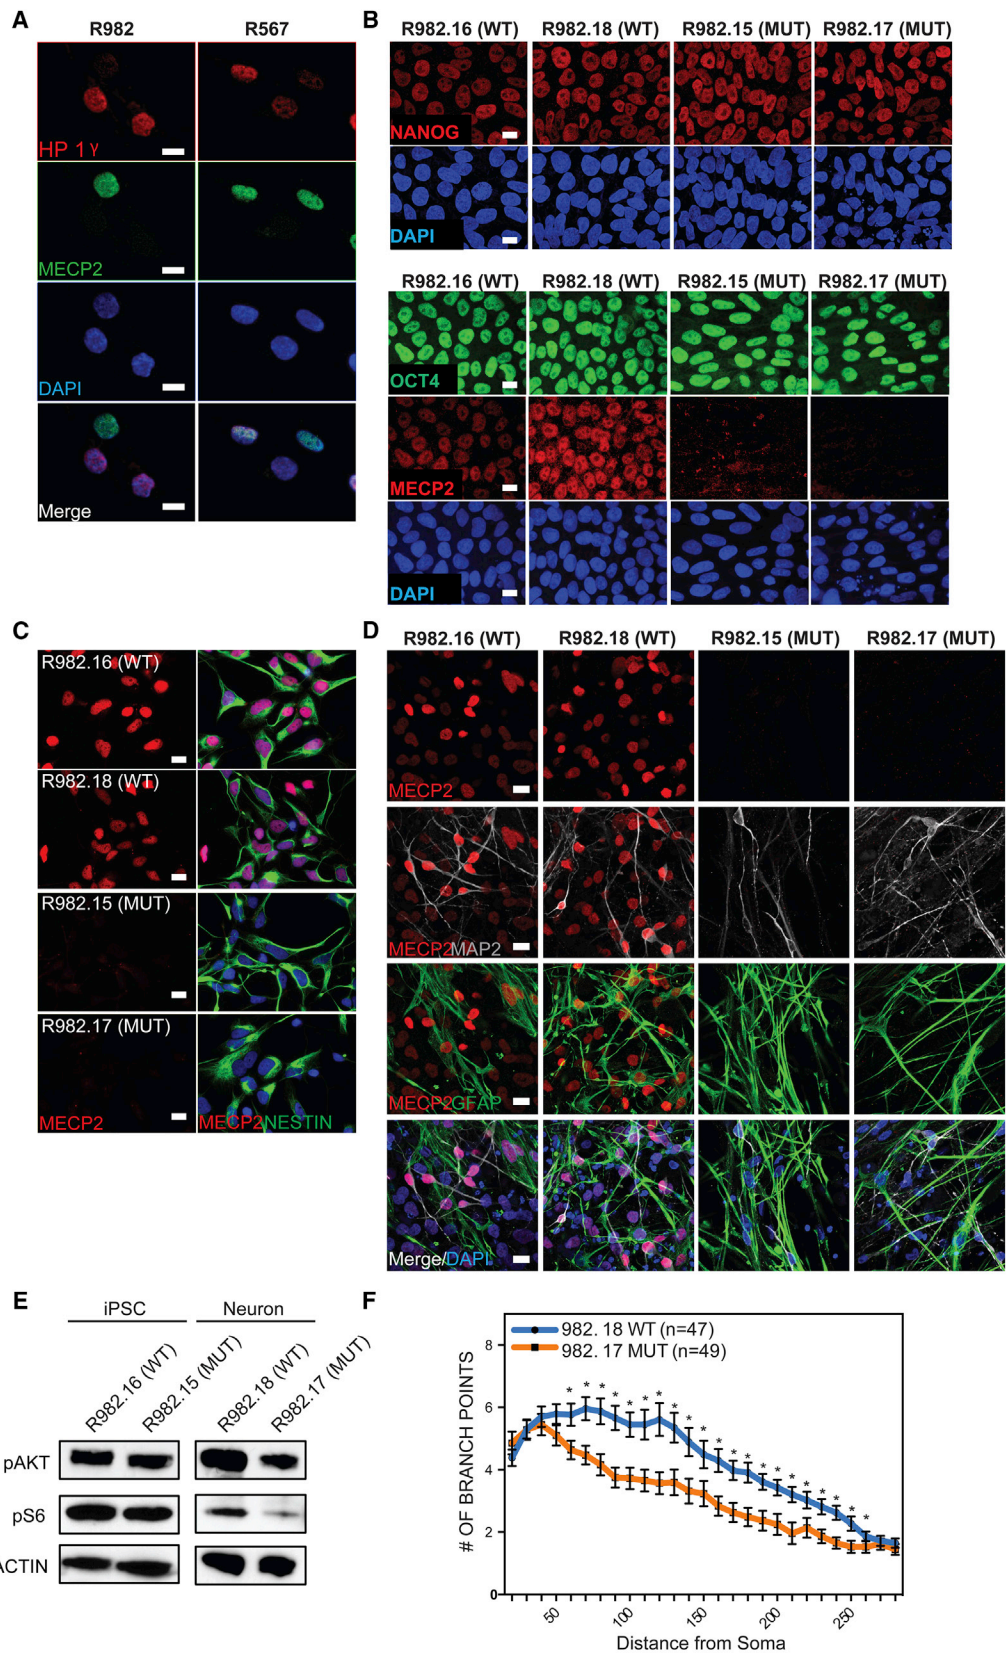 A
R982 R567
HP 1γ
MECP2
DAPI
Merge
B
R982.16 (WT) R982.18 (WT) R982.15 (MUT) R982.17 (MUT)
NANOG
DAPI
R982.16 (WT) R982.18 (WT) R982.15 (MUT) R982.17 (MUT)
OCT4
MECP2
DAPI
C
R982.16 (WT)
R982.18 (WT)
R982.15 (MUT)
R982.17 (MUT)
MECP2 MECP2NESTIN
D
R982.16 (WT) R982.18 (WT) R982.15 (MUT) R982.17 (MUT)
MECP2
MECP2MAP2
MECP2GFAP
Merge/DAPI
E
iPSC Neuron
R982.16 (WT) R982.15 (MUT) R982.18 (WT) R982.17 (MUT)
pAKT
pS6
ACTIN
F
982. 18 WT (n=47)
982. 17 MUT (n=49)
# OF BRANCH POINTS
8
6
4
2
0
50 100 150 200 250
Distance from Soma
* * * * * * * * * * * * * * * * * * * * *